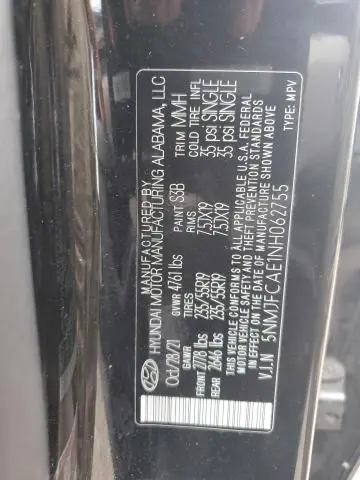 MANUFACTURED BY
HYUNDAI MOTOR MANUFACTURING ALABAMA, LLC
Oct/28/21 GVWR 4761 lbs PAINT: S3B TRIM MMH
GAWR TIRES RIMS COLD TIRE INFL
FRONT 2778 lbs 235/55R19 7.5JX19 35 psi SINGLE
REAR 2646 lbs 235/55R19 7.5JX19 35 psi SINGLE
THIS VEHICLE CONFORMS TO ALL APPLICABLE U.S.A. FEDERAL
MOTOR VEHICLE SAFETY AND THEFT PREVENTION STANDARDS
IN EFFECT ON THE DATE OF MANUFACTURE SHOWN ABOVE
V.I.N 5NMJFCAE1NH062755 TYPE: MPV